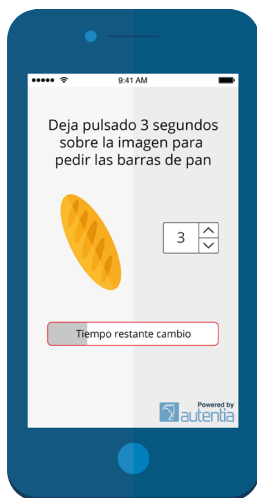 9:41 AM
Deja pulsado 3 segundos
sobre la imagen para
pedir las barras de pan
3
Tiempo restante cambio
Powered by
autentia